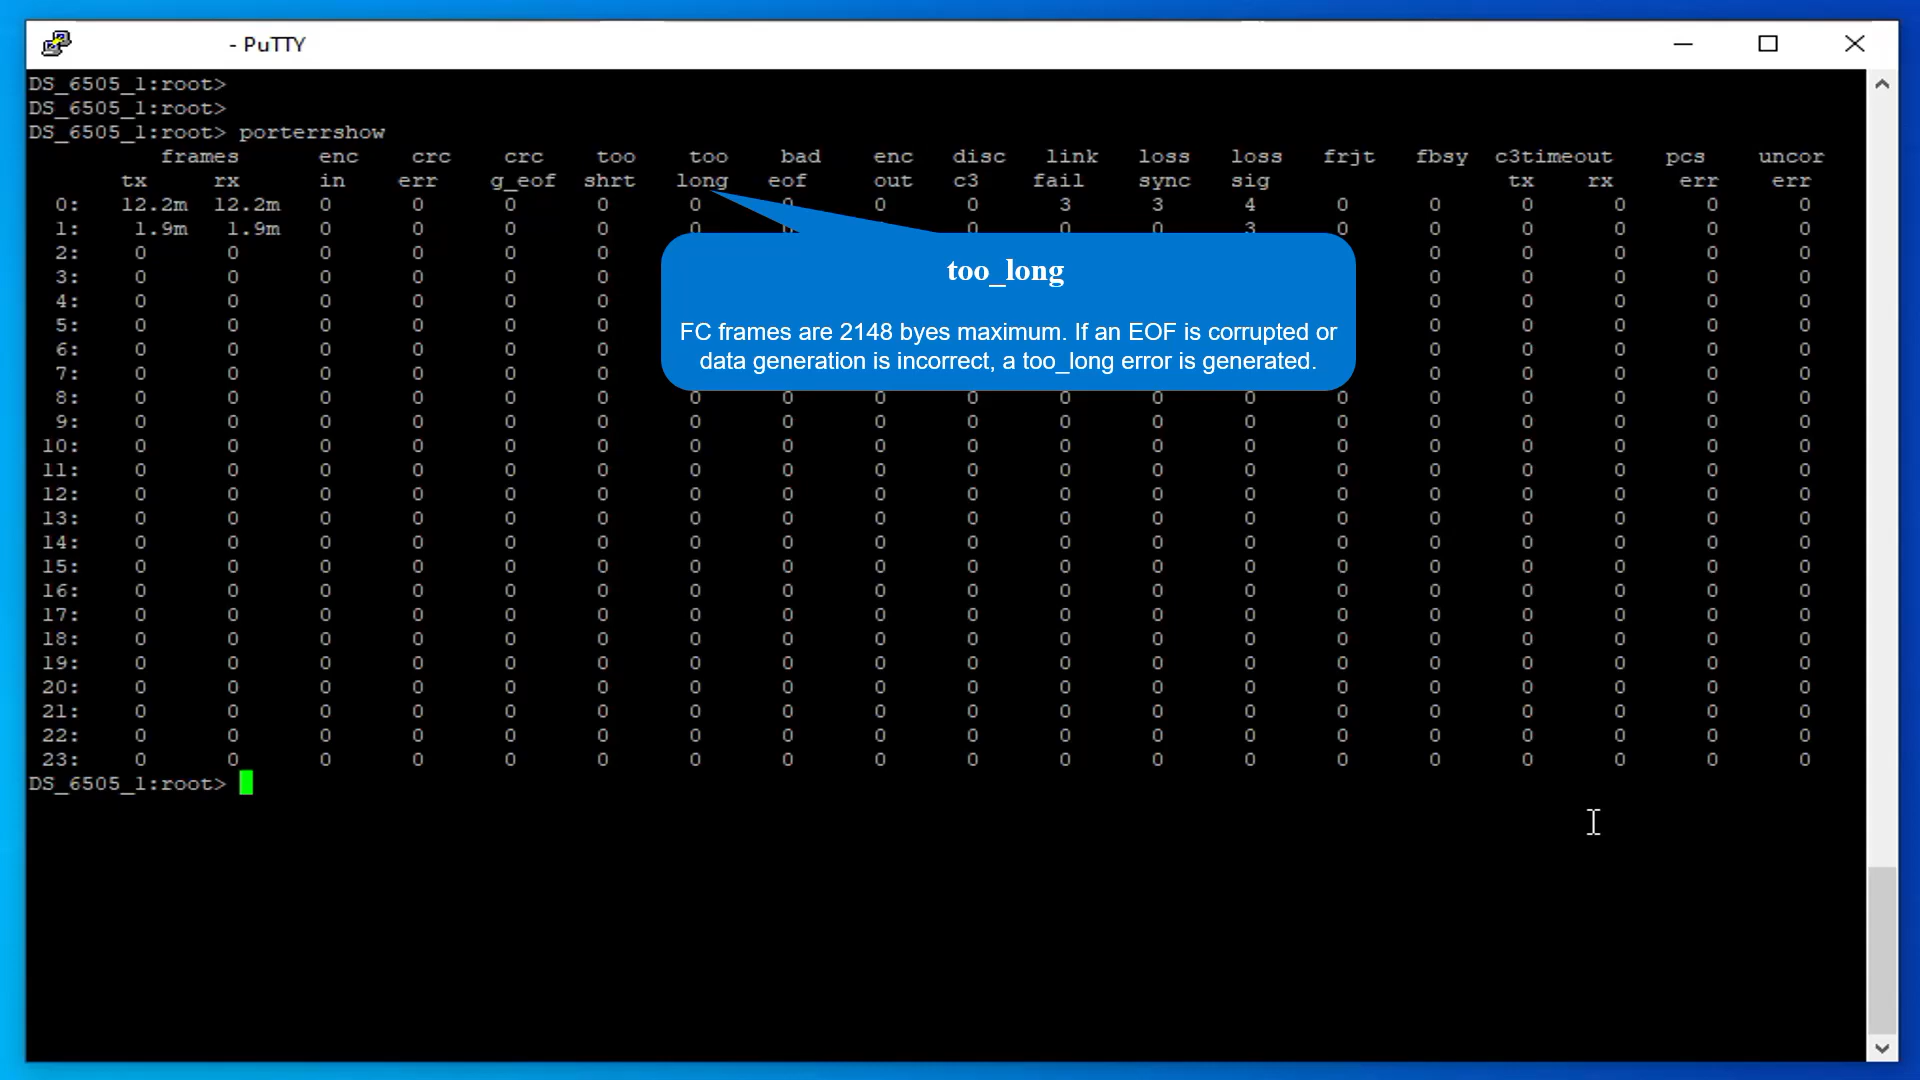 - PuTTY
DS_6505_1:root>
DS_6505_1:root>
DS_6505_1:root> porterrshow
frames enc crc crc too too bad enc disc link loss loss frjt fbsy c3timeout pcs uncor
tx rx in err g_eof shrt long eof out c3 fail sync sig tx rx err err
0: 12.2m 12.2m 0 0 0 0 0 0 0 0 3 3 4 0 0 0 0 0 0
1: 1.9m 1.9m 0 0 0 0 0 0 0 0 0 0 3 0 0 0 0 0 0
2: 0 0 0 0 0 0 0 0 0 0 0
3: 0 0 0 0 0 0 0 0 0 0 0
4: 0 0 0 0 0 0 0 0 0 0 0
5: 0 0 0 0 0 0 0 0 0 0 0
6: 0 0 0 0 0 0 0 0 0 0 0
7: 0 0 0 0 0 0 0 0 0 0 0
too_long
FC frames are 2148 byes maximum. If an EOF is corrupted or
data generation is incorrect, a too_long error is generated.
8: 0 0 0 0 0 0 0 0 0 0 0 0 0 0 0 0 0 0 0
9: 0 0 0 0 0 0 0 0 0 0 0 0 0 0 0 0 0 0 0
10: 0 0 0 0 0 0 0 0 0 0 0 0 0 0 0 0 0 0 0
11: 0 0 0 0 0 0 0 0 0 0 0 0 0 0 0 0 0 0 0
12: 0 0 0 0 0 0 0 0 0 0 0 0 0 0 0 0 0 0 0
13: 0 0 0 0 0 0 0 0 0 0 0 0 0 0 0 0 0 0 0
14: 0 0 0 0 0 0 0 0 0 0 0 0 0 0 0 0 0 0 0
15: 0 0 0 0 0 0 0 0 0 0 0 0 0 0 0 0 0 0 0
16: 0 0 0 0 0 0 0 0 0 0 0 0 0 0 0 0 0 0 0
17: 0 0 0 0 0 0 0 0 0 0 0 0 0 0 0 0 0 0 0
18: 0 0 0 0 0 0 0 0 0 0 0 0 0 0 0 0 0 0 0
19: 0 0 0 0 0 0 0 0 0 0 0 0 0 0 0 0 0 0 0
20: 0 0 0 0 0 0 0 0 0 0 0 0 0 0 0 0 0 0 0
21: 0 0 0 0 0 0 0 0 0 0 0 0 0 0 0 0 0 0 0
22: 0 0 0 0 0 0 0 0 0 0 0 0 0 0 0 0 0 0 0
23: 0 0 0 0 0 0 0 0 0 0 0 0 0 0 0 0 0 0 0
DS_6505_1:root>